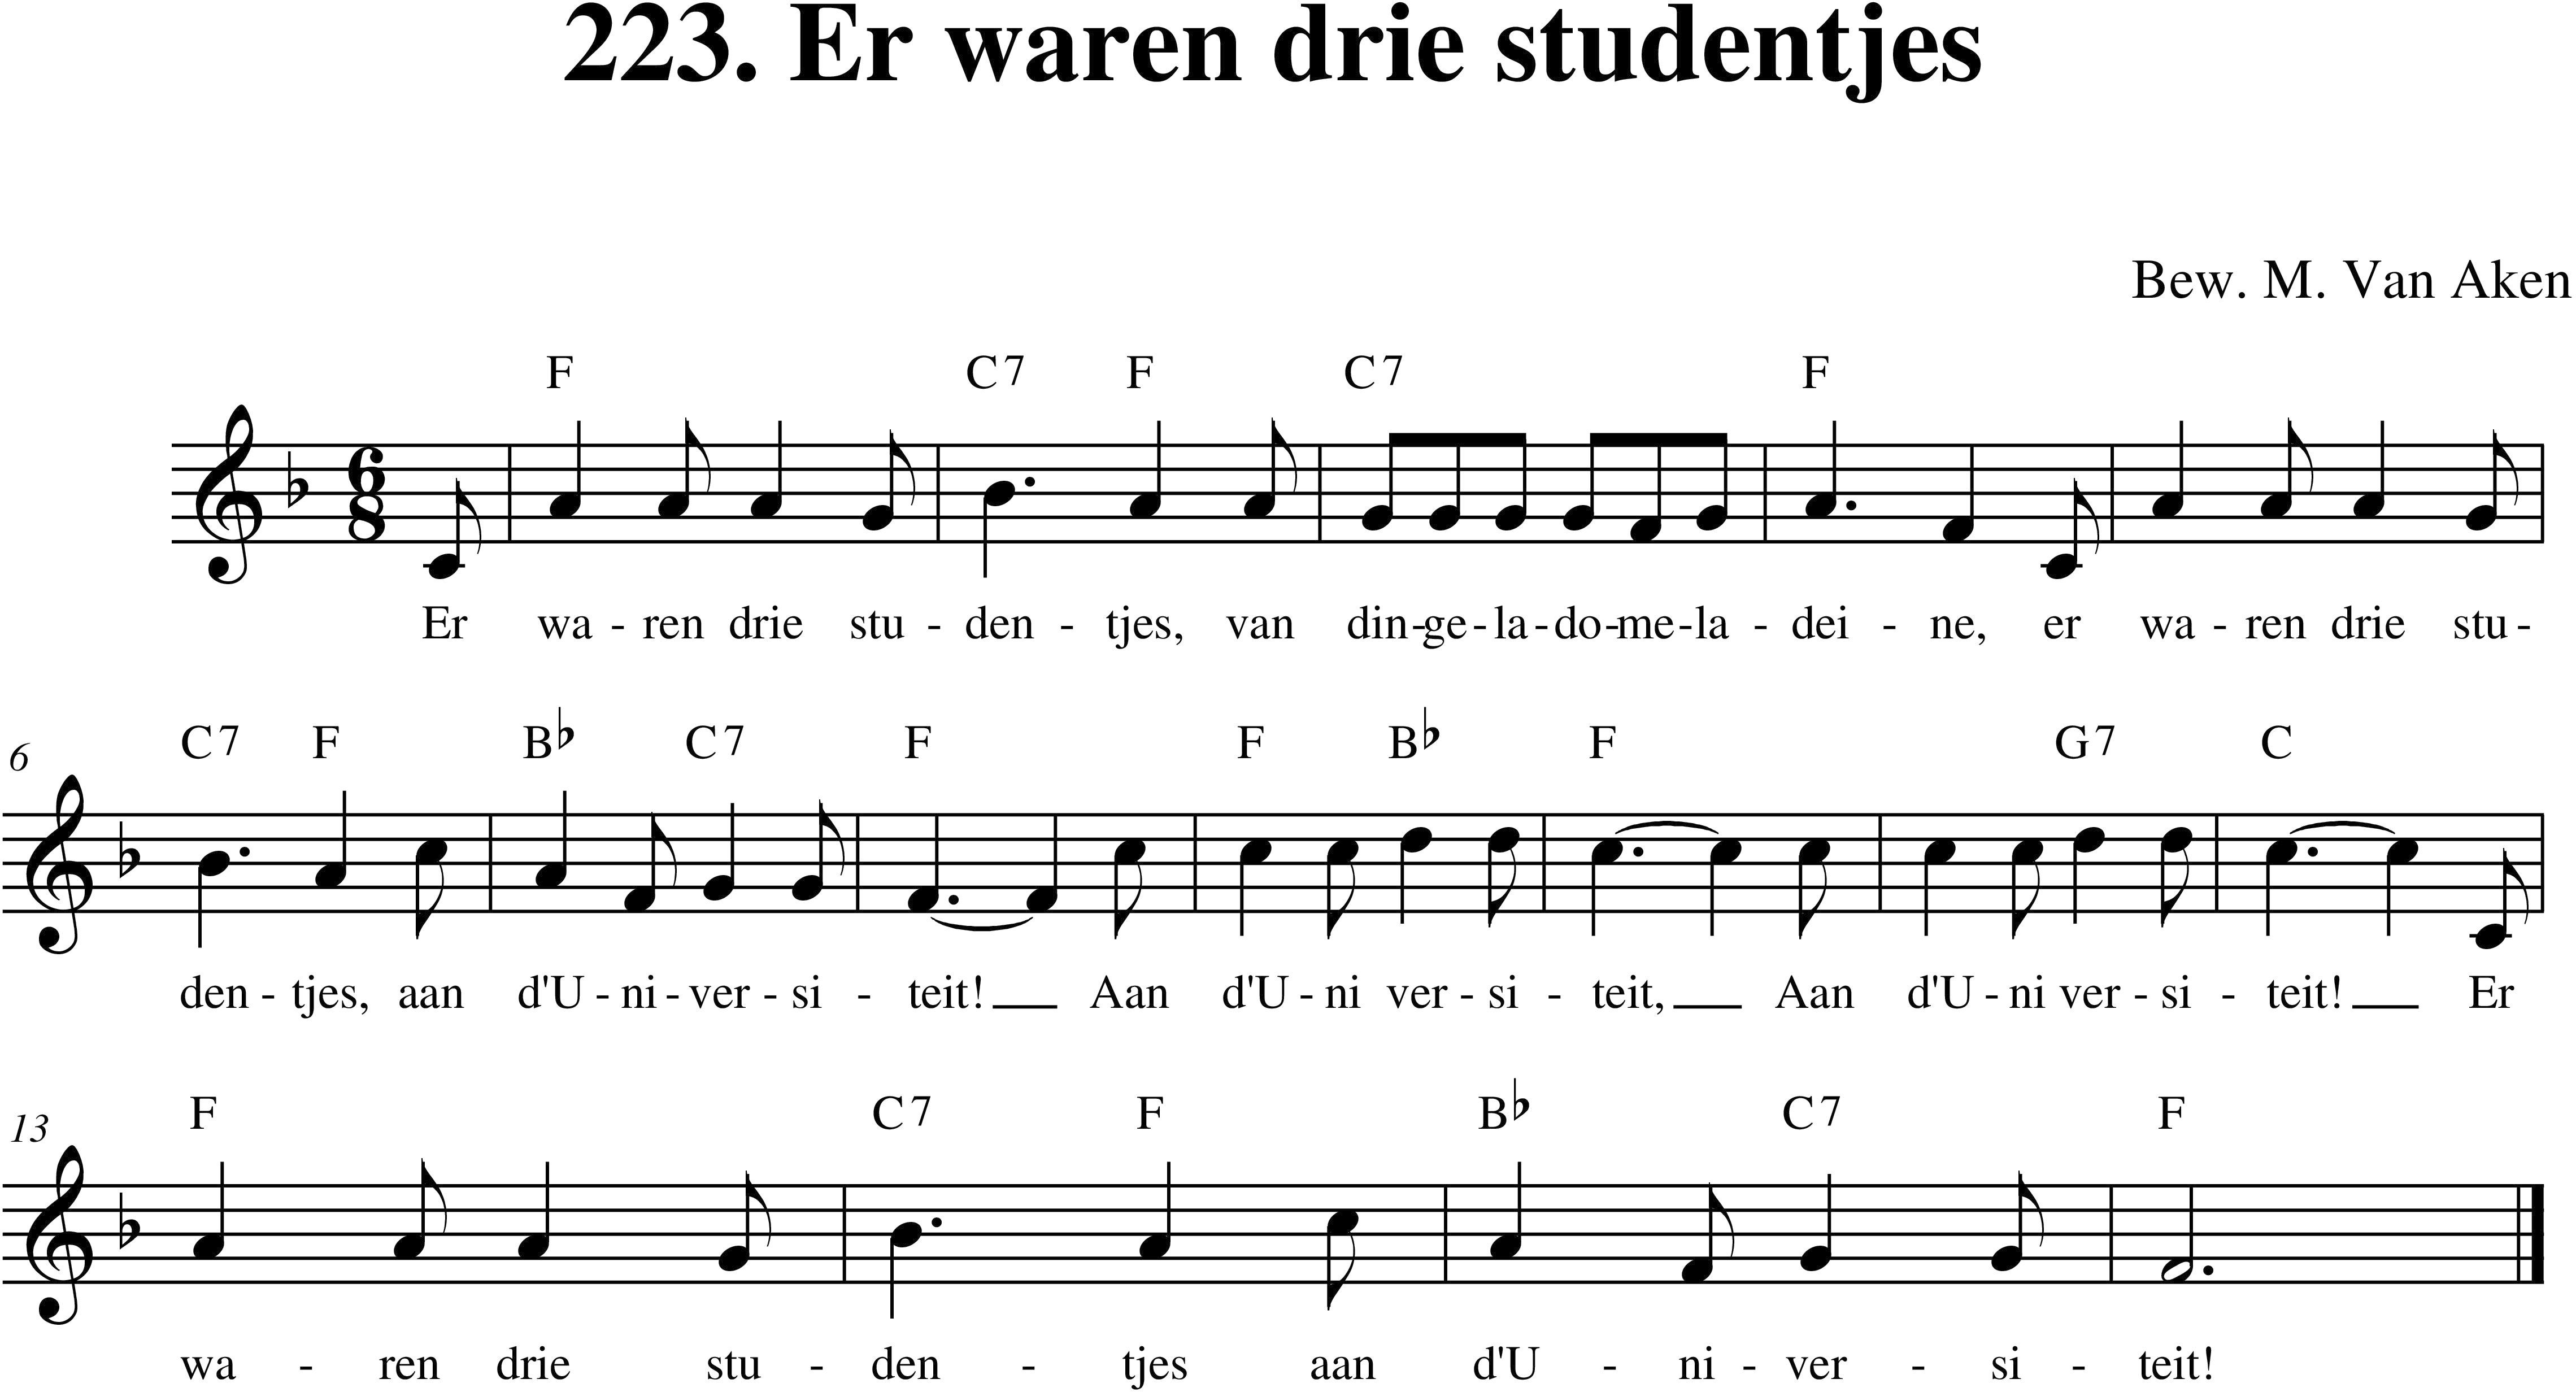 223. Er waren drie studentjes
Bew. M. Van Aken
F C7 F C7 F
6
8
Er wa - ren drie stu - den - tjes, van din-ge-la-do-me-la - dei - ne, er wa - ren drie stu -
6 C7 F B♭ C7 F F B♭ F G7 C
den - tjes, aan d'U - ni - ver - si - teit! Aan d'U - ni ver - si - teit, Aan d'U - ni ver - si - teit! Er
13 F C7 F B♭ C7 F
wa - ren drie stu - den - tjes aan d'U - ni - ver - si - teit!